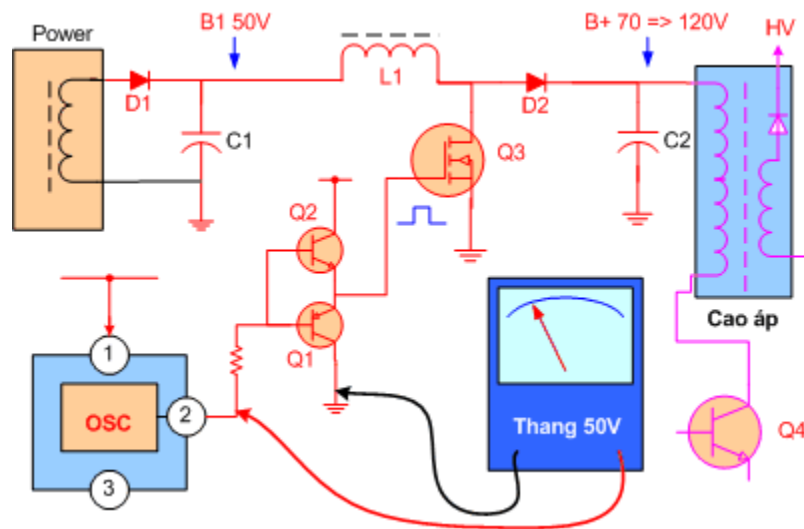 Power
B1 50V
B+ 70 => 120V
HV
D1
L1
D2
C1
Q3
C2
Q2
Q1
Cao áp
1
OSC
2
3
Thang 50V
Q4